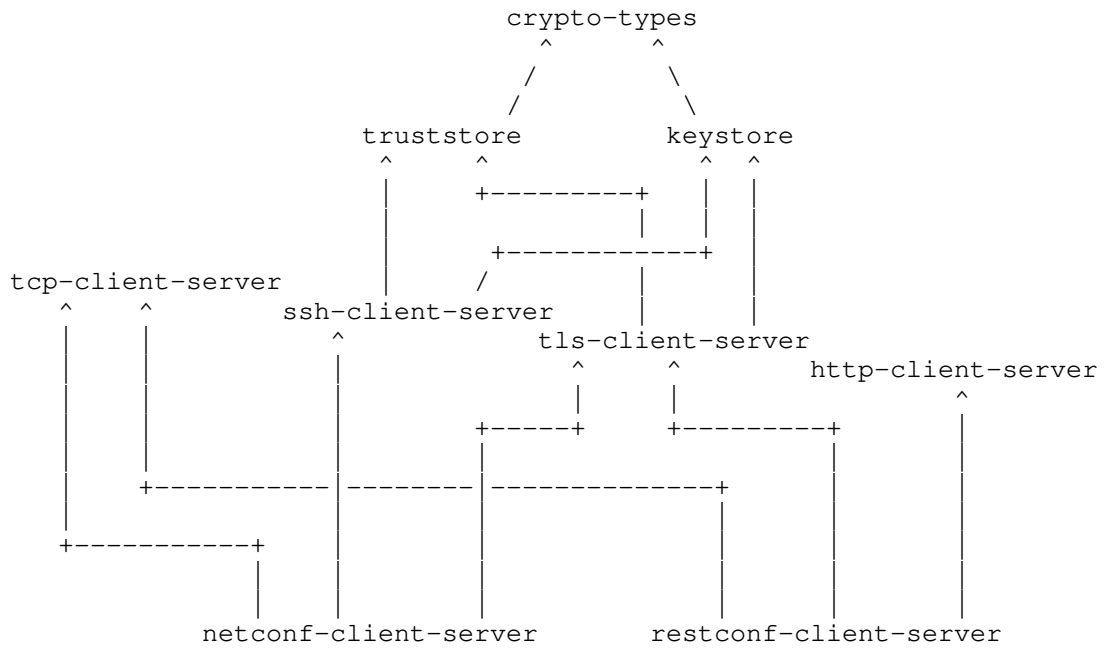 crypto-types
truststore keystore
tcp-client-server
ssh-client-server
tls-client-server
http-client-server
netconf-client-server restconf-client-server